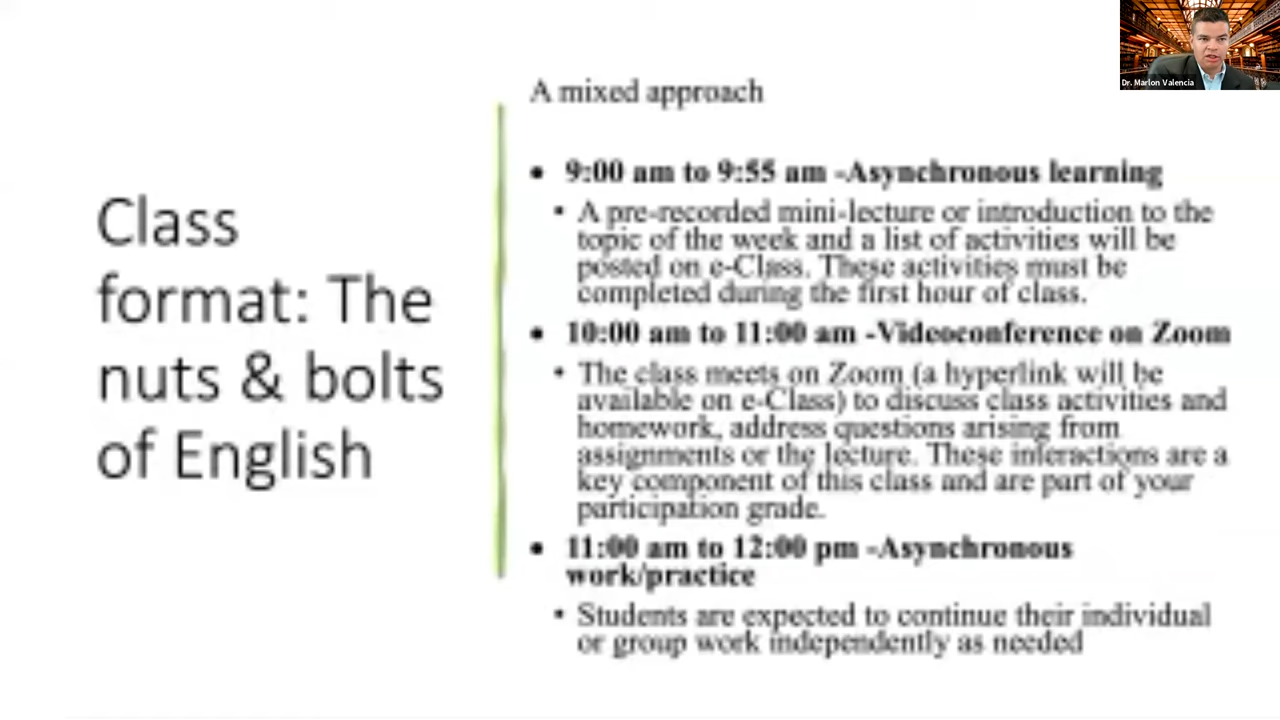 Class
format: The
nuts & bolts
of English
A mixed approach
• 9:00 am to 9:55 am -Asynchronous learning
• A pre-recorded mini-lecture or introduction to the
topic of the week and a list of activities will be
posted on e-Class. These activities must be
completed during the first hour of class.
• 10:00 am to 11:00 am -Videoconference on Zoom
• The class meets on Zoom (a hyperlink will be
available on e-Class) to discuss class activities and
homework, address questions arising from
assignments or the lecture. These interactions are a
key component of this class and are part of your
participation grade.
• 11:00 am to 12:00 pm -Asynchronous
work/practice
• Students are expected to continue their individual
or group work independently as needed
Dr. Marlon Valencia